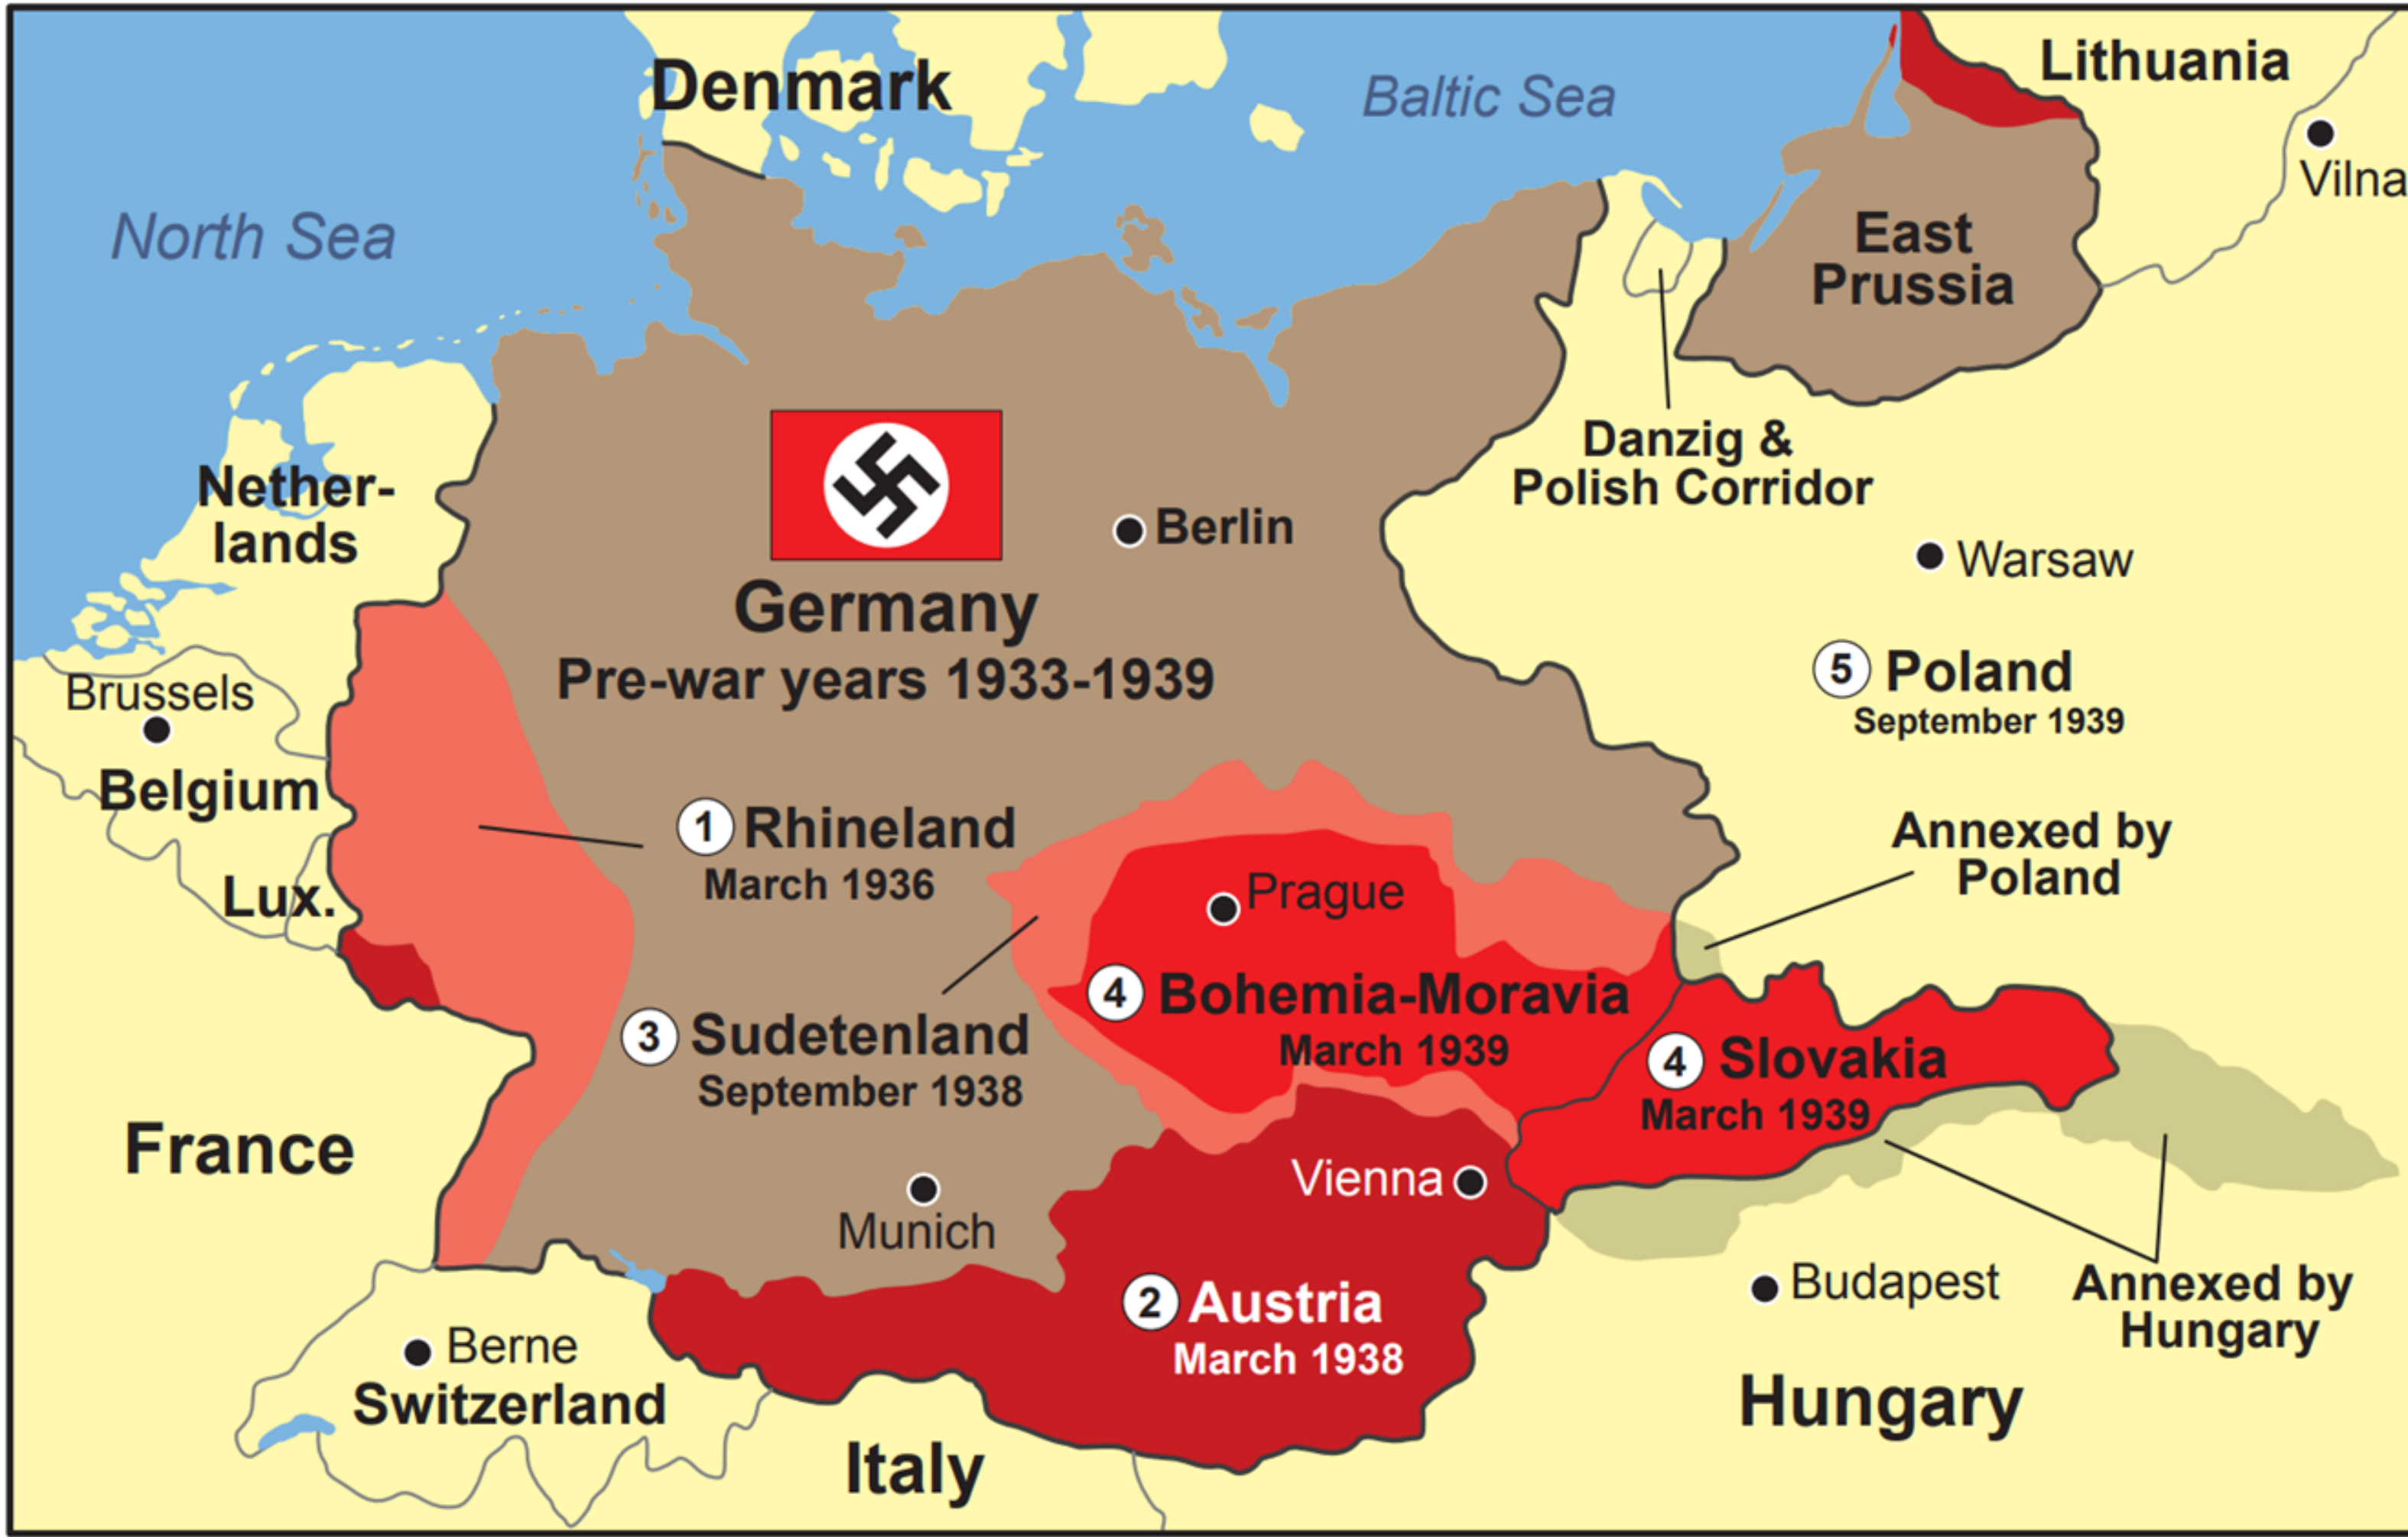 Denmark
Baltic Sea
Lithuania
Vilna
North Sea
East
Prussia
Danzig &
Polish Corridor
Nether-
lands
Berlin
Warsaw
Germany
Pre-war years 1933-1939
5 Poland
September 1939
Brussels
Belgium
1 Rhineland
March 1936
Annexed by
Poland
Lux.
Prague
4 Bohemia-Moravia
March 1939
3 Sudetenland
September 1938
4 Slovakia
March 1939
France
Vienna
Munich
2 Austria
March 1938
Budapest
Annexed by
Hungary
Berne
Switzerland
Hungary
Italy